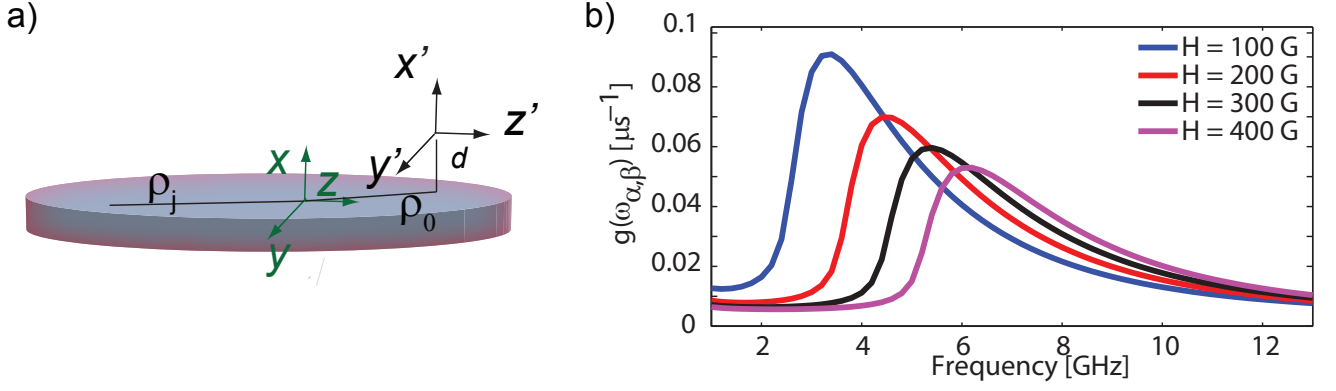 a)
x'
z'
y'
d
x
z
y
ρj
ρ0
b)
g(ωα,β) [μs−1]
0.1
0.08
0.06
0.04
0.02
0
2
4
6
8
10
12
Frequency [GHz]
H = 100 G
H = 200 G
H = 300 G
H = 400 G